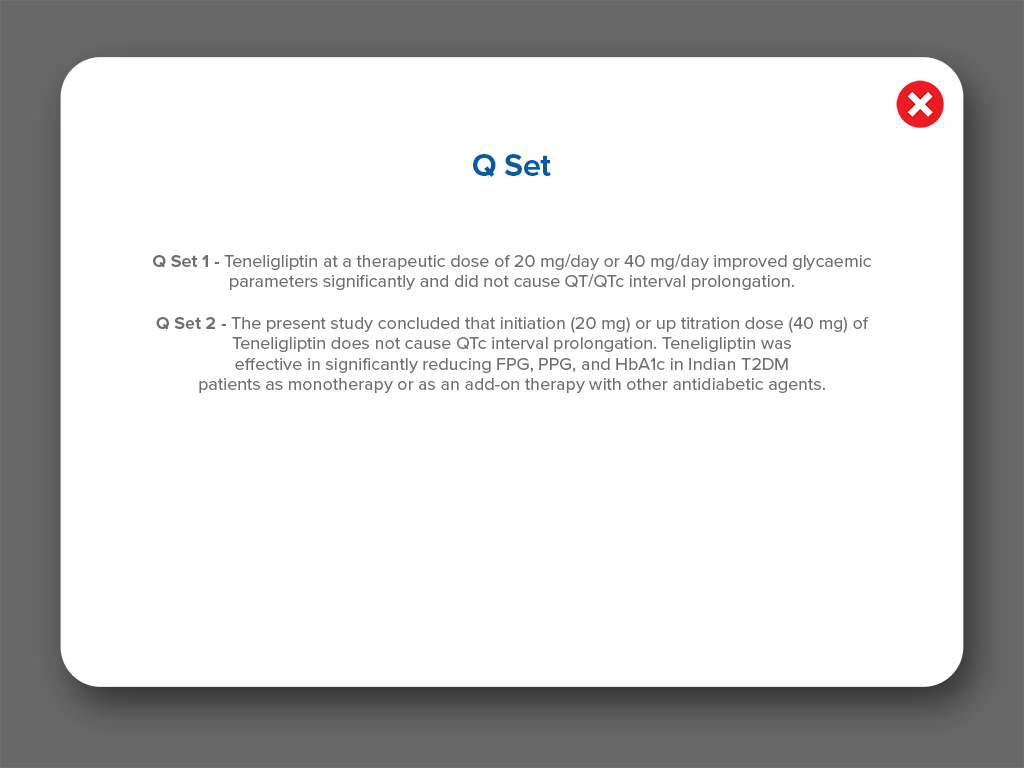 Q Set
Q Set 1 - Teneligliptin at a therapeutic dose of 20 mg/day or 40 mg/day improved glycaemic
parameters significantly and did not cause QT/QTc interval prolongation.
Q Set 2 - The present study concluded that initiation (20 mg) or up titration dose (40 mg) of
Teneligliptin does not cause QTc interval prolongation. Teneligliptin was
effective in significantly reducing FPG, PPG, and HbA1c in Indian T2DM
patients as monotherapy or as an add-on therapy with other antidiabetic agents.